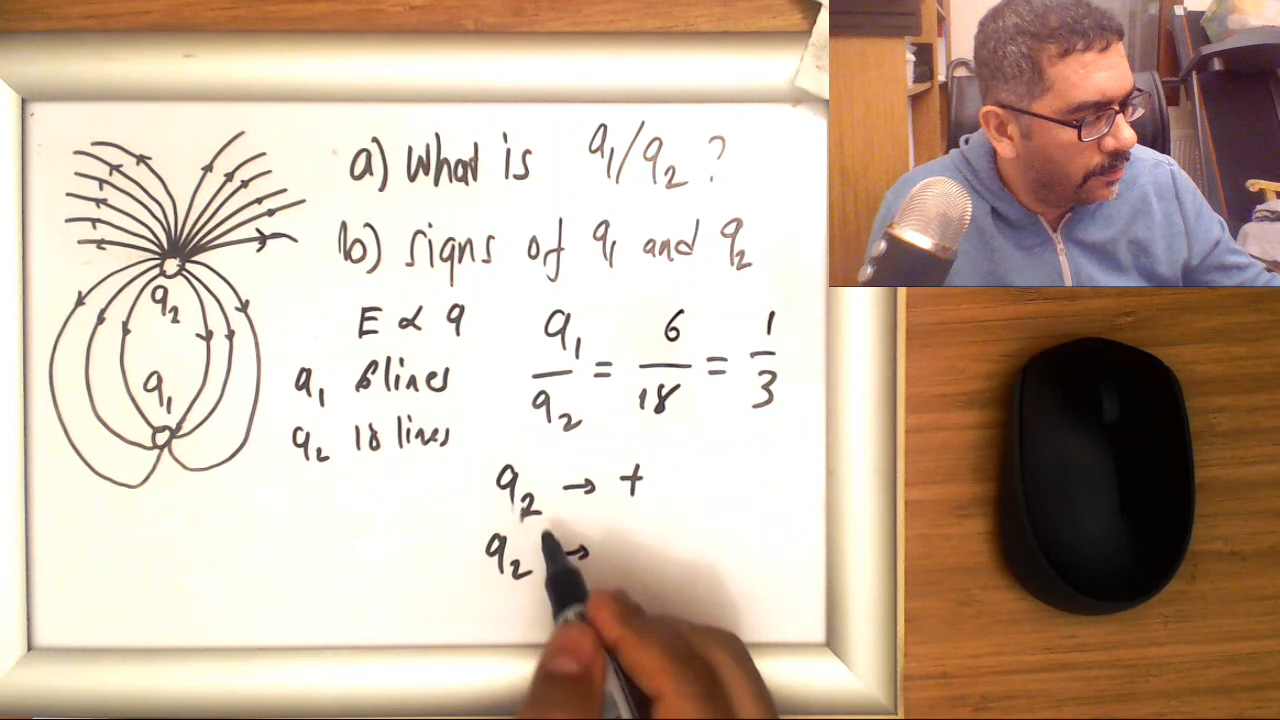 a) What is q1/q2?
b) signs of q1 and q2
q2
q1
E ∝ q
q1 6 lines
q2 18 lines
q1/q2 = 6/18 = 1/3
q2 → +
q2 →